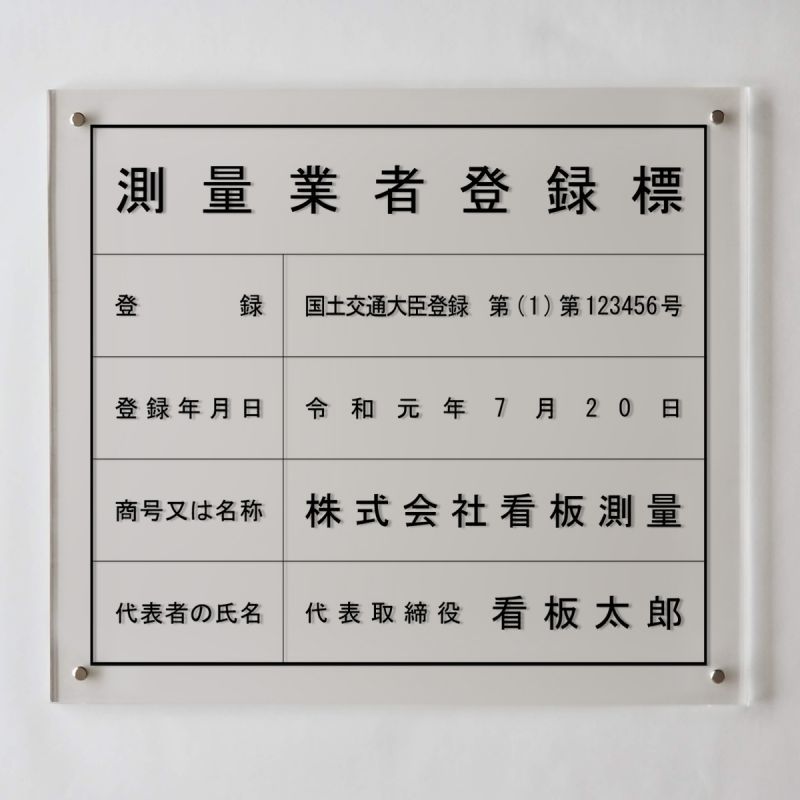 測量業者登録標
登録 国土交通大臣登録 第(1)第123456号
登録年月日 令和元年7月20日
商号又は名称 株式会社看板測量
代表者の氏名 代表取締役 看板太郎